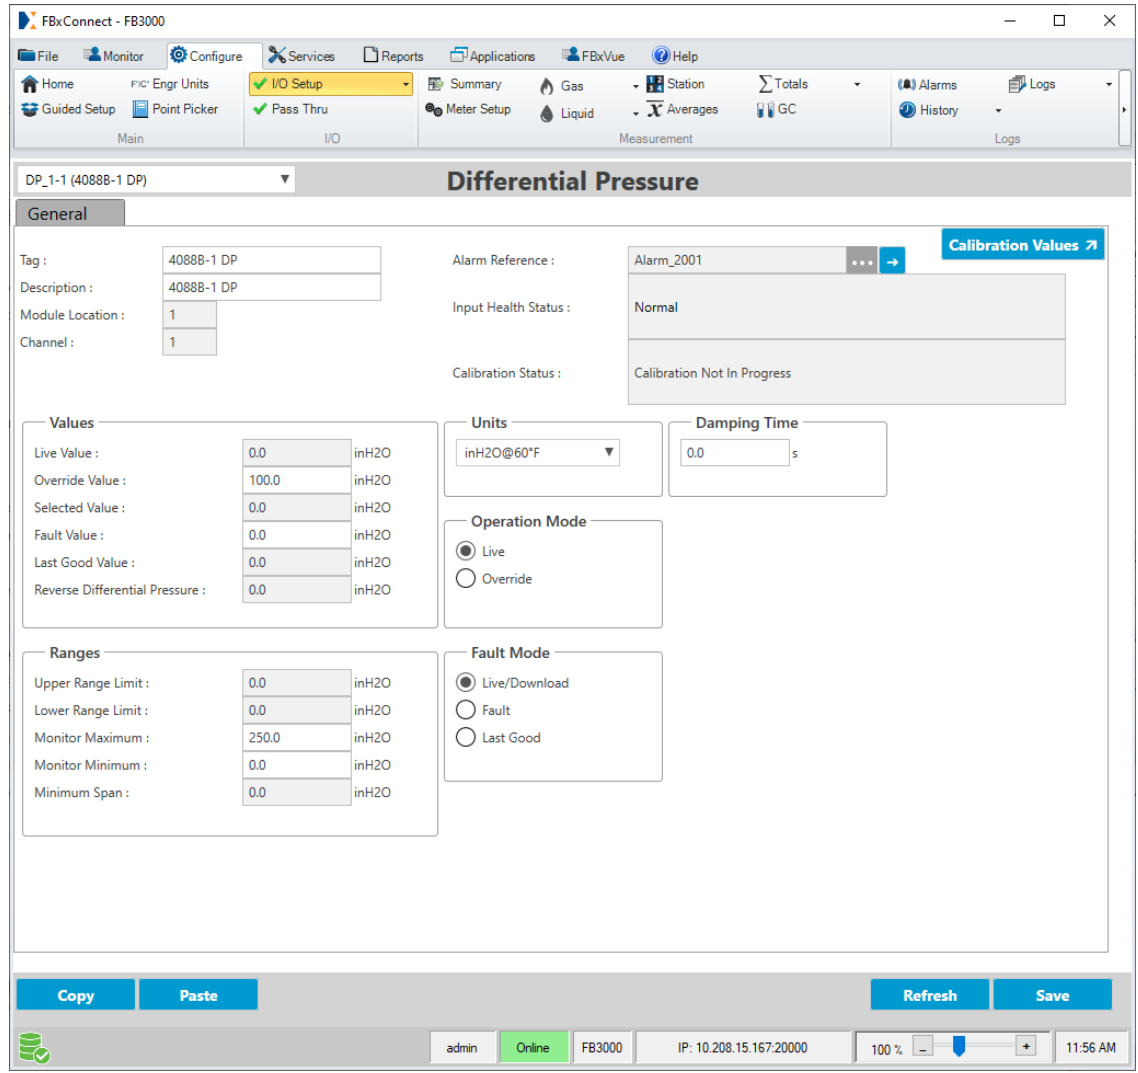 FBxConnect - FB3000
File Monitor Configure Services Reports Applications FBxVue Help
Home F°/C° Engr Units I/O Setup Summary Gas Station Totals Alarms Logs
Guided Setup Point Picker Pass Thru Meter Setup Liquid Averages GC History
Main I/O Measurement Logs
DP_1-1 (4088B-1 DP) Differential Pressure
General
Calibration Values
Tag : 4088B-1 DP Alarm Reference : Alarm_2001 ...
Description : 4088B-1 DP
Module Location : 1 Input Health Status : Normal
Channel : 1
Calibration Status : Calibration Not In Progress
Values Units Damping Time
Live Value : 0.0 inH2O inH2O@60°F 0.0 s
Override Value : 100.0 inH2O
Selected Value : 0.0 inH2O
Operation Mode
Fault Value : 0.0 inH2O
Live
Last Good Value : 0.0 inH2O
Override
Reverse Differential Pressure : 0.0 inH2O
Ranges Fault Mode
Upper Range Limit : 0.0 inH2O Live/Download
Lower Range Limit : 0.0 inH2O Fault
Monitor Maximum : 250.0 inH2O Last Good
Monitor Minimum : 0.0 inH2O
Minimum Span : 0.0 inH2O
Copy Paste Refresh Save
admin Online FB3000 IP: 10.208.15.167:20000 100 % - + 11:56 AM